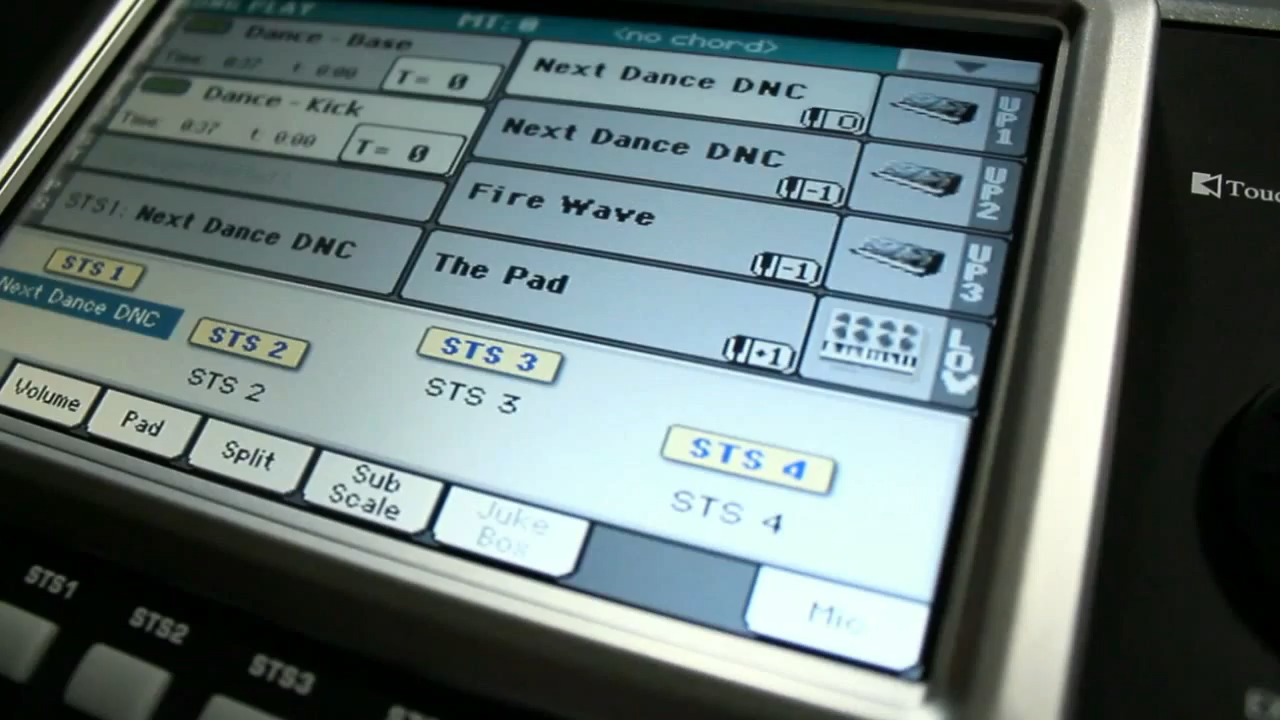 PLAY
MT: 0
<no chord>
Dance - Base
Time: 0:37 t 0:00
T= 0
Next Dance DNC
0
UP1
Dance - Kick
Time: 0:37 t: 0:00
T= 0
Next Dance DNC
-1
UP2
Fire Wave
-1
UP3
STS1: Next Dance DNC
The Pad
+1
LOW
STS 1
Next Dance DNC
STS 2
STS 2
STS 3
STS 3
STS 4
STS 4
Volume
Pad
Split
Sub
Scale
Juke
Box
Mic
STS1
STS2
STS3